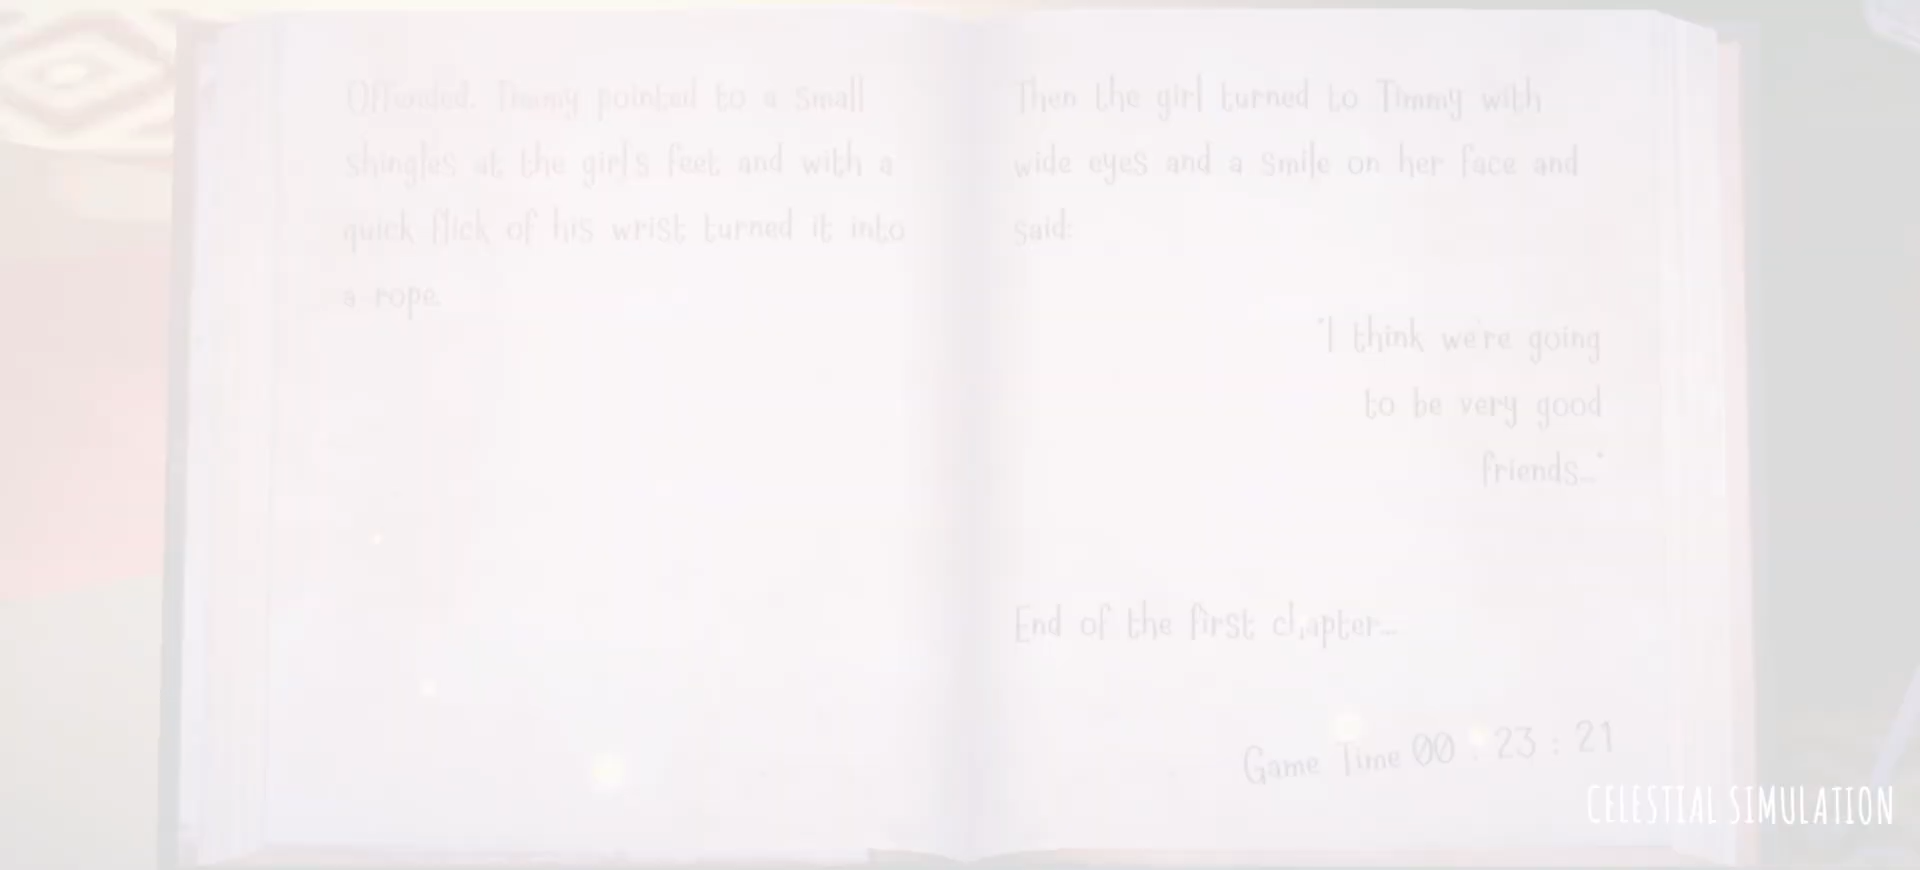 Offended, Timmy pointed to a small
shingles at the girl's feet and with a
quick flick of his wrist turned it into
a rope.
Then the girl turned to Timmy with
wide eyes and a smile on her face and
said:
"I think we're going
to be very good
friends..."
End of the first chapter...
Game Time 00 : 23 : 21
CELESTIAL SIMULATION